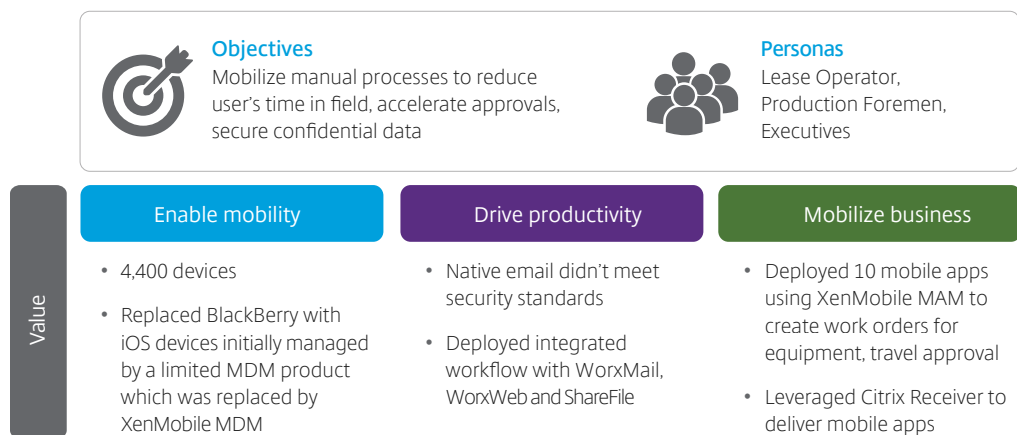 Objectives
Mobilize manual processes to reduce
user's time in field, accelerate approvals,
secure confidential data
Personas
Lease Operator,
Production Foremen,
Executives
Value
Enable mobility
• 4,400 devices
• Replaced BlackBerry with
iOS devices initially managed
by a limited MDM product
which was replaced by
XenMobile MDM
Drive productivity
• Native email didn't meet
security standards
• Deployed integrated
workflow with WorxMail,
WorxWeb and ShareFile
Mobilize business
• Deployed 10 mobile apps
using XenMobile MAM to
create work orders for
equipment, travel approval
• Leveraged Citrix Receiver to
deliver mobile apps